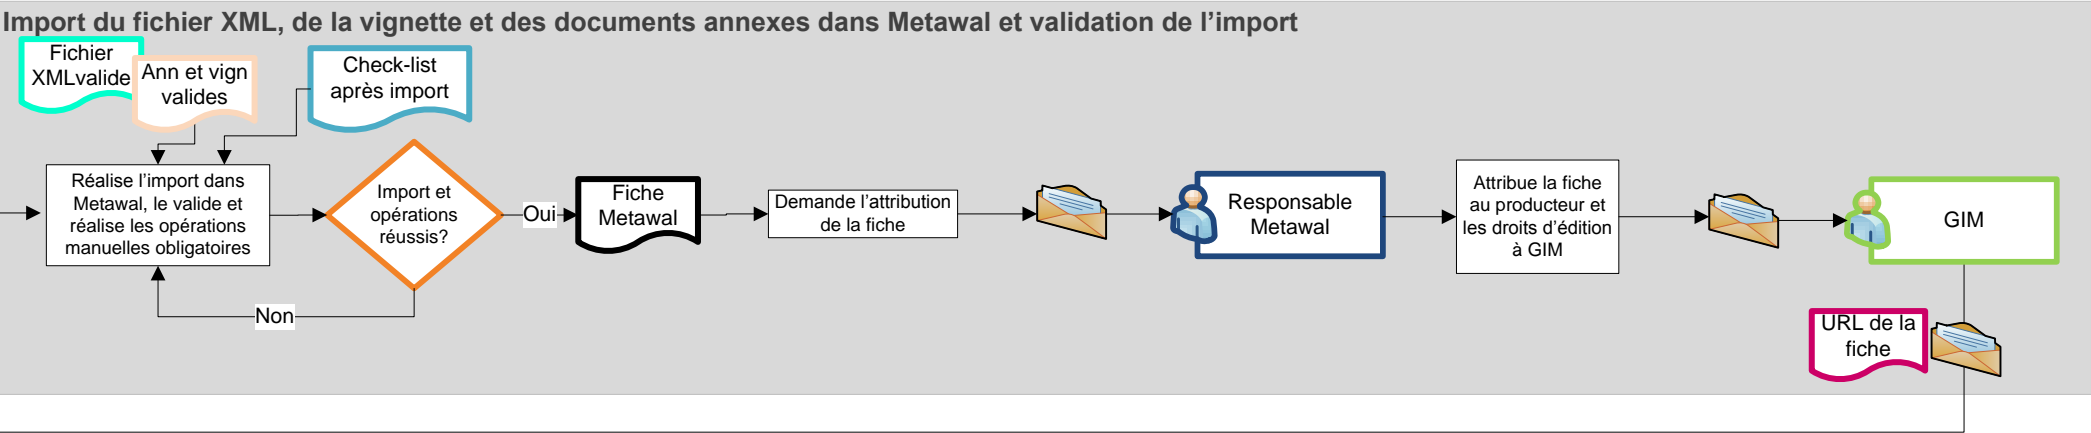 Import du fichier XML, de la vignette et des documents annexes dans Metawal et validation de l’import
Fichier
XMLvalide
Ann et vign
valides
Check-list
après import
Réalise l’import dans
Metawal, le valide et
réalise les opérations
manuelles obligatoires
Import et
opérations
réussis?
Oui
Non
Fiche
Metawal
Demande l’attribution
de la fiche
Responsable
Metawal
Attribue la fiche
au producteur et
les droits d’édition
à GIM
GIM
URL de la
fiche